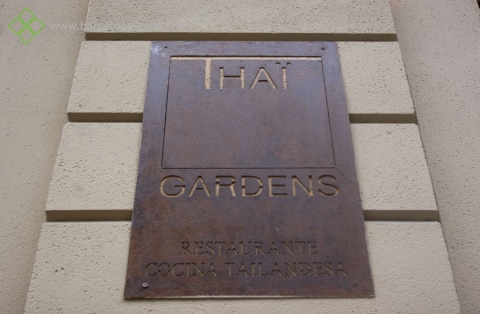 THAÏ
GARDENS
RESTAURANTE
COCINA TAILANDESA